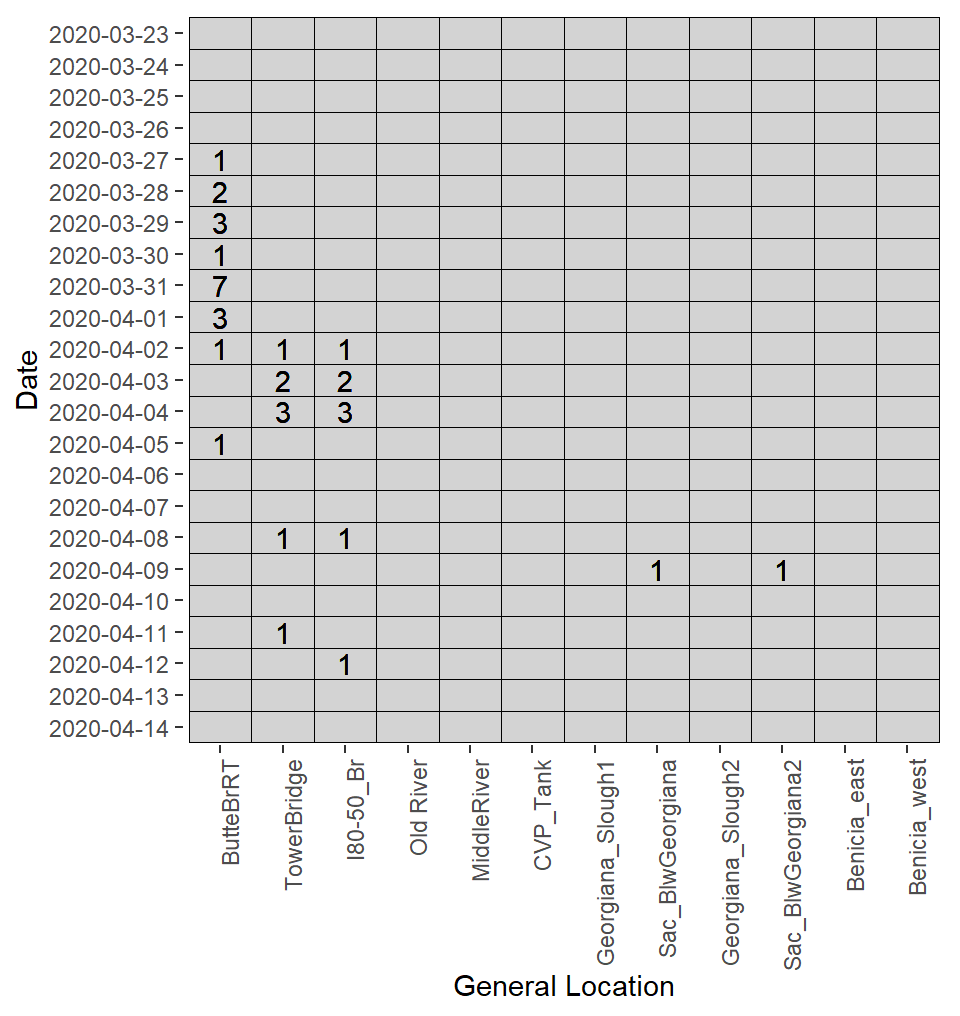 2020-03-23
2020-03-24
2020-03-25
2020-03-26
2020-03-27 1
2020-03-28 2
2020-03-29 3
2020-03-30 1
2020-03-31 7
2020-04-01 3
2020-04-02 1 1 1
2020-04-03 2 2
2020-04-04 3 3
2020-04-05 1
2020-04-06
2020-04-07
2020-04-08 1 1
2020-04-09 1 1
2020-04-10
2020-04-11 1
2020-04-12 1
2020-04-13
2020-04-14
Date
ButteBrRT
TowerBridge
I80-50_Br
Old River
MiddleRiver
CVP_Tank
Georgiana_Slough1
Sac_BlwGeorgiana
Georgiana_Slough2
Sac_BlwGeorgiana2
Benicia_east
Benicia_west
General Location